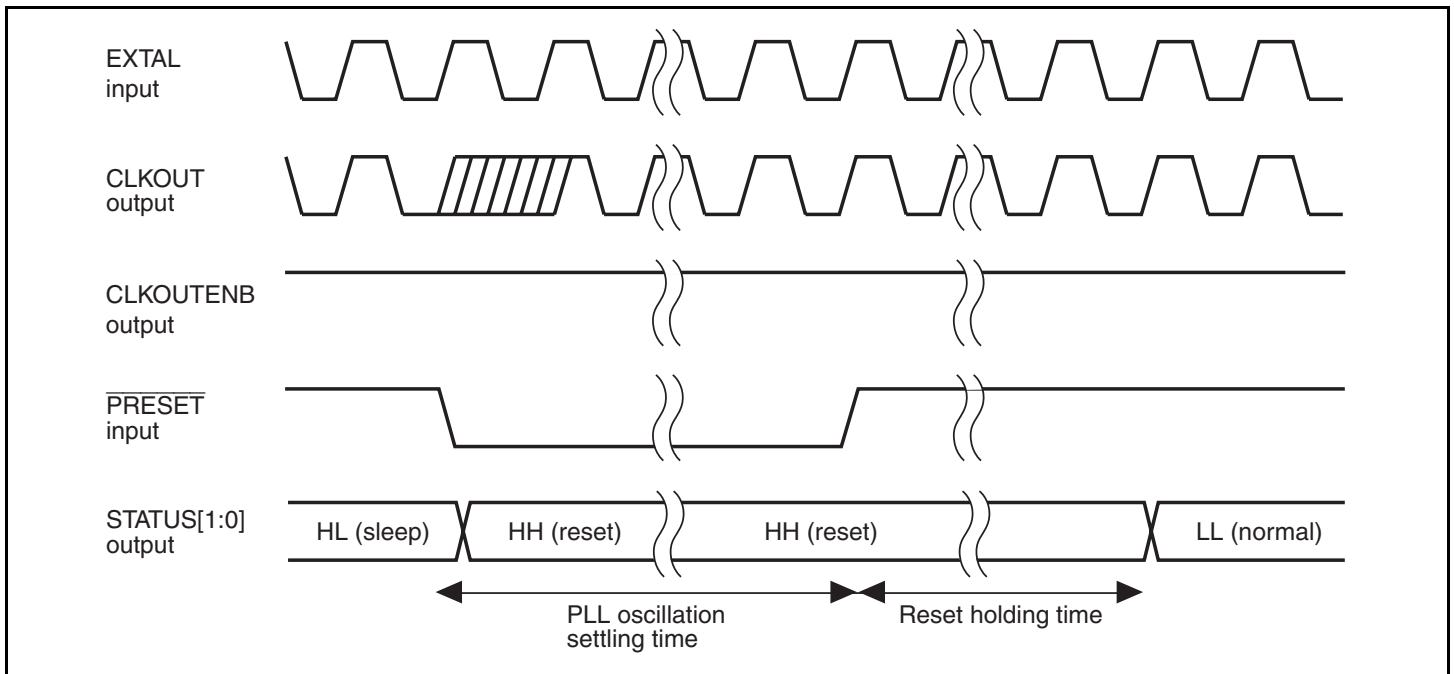 EXTAL
input
CLKOUT
output
CLKOUTENB
output
PRESET
input
STATUS[1:0]
output
HL (sleep)
HH (reset)
HH (reset)
LL (normal)
PLL oscillation
settling time
Reset holding time